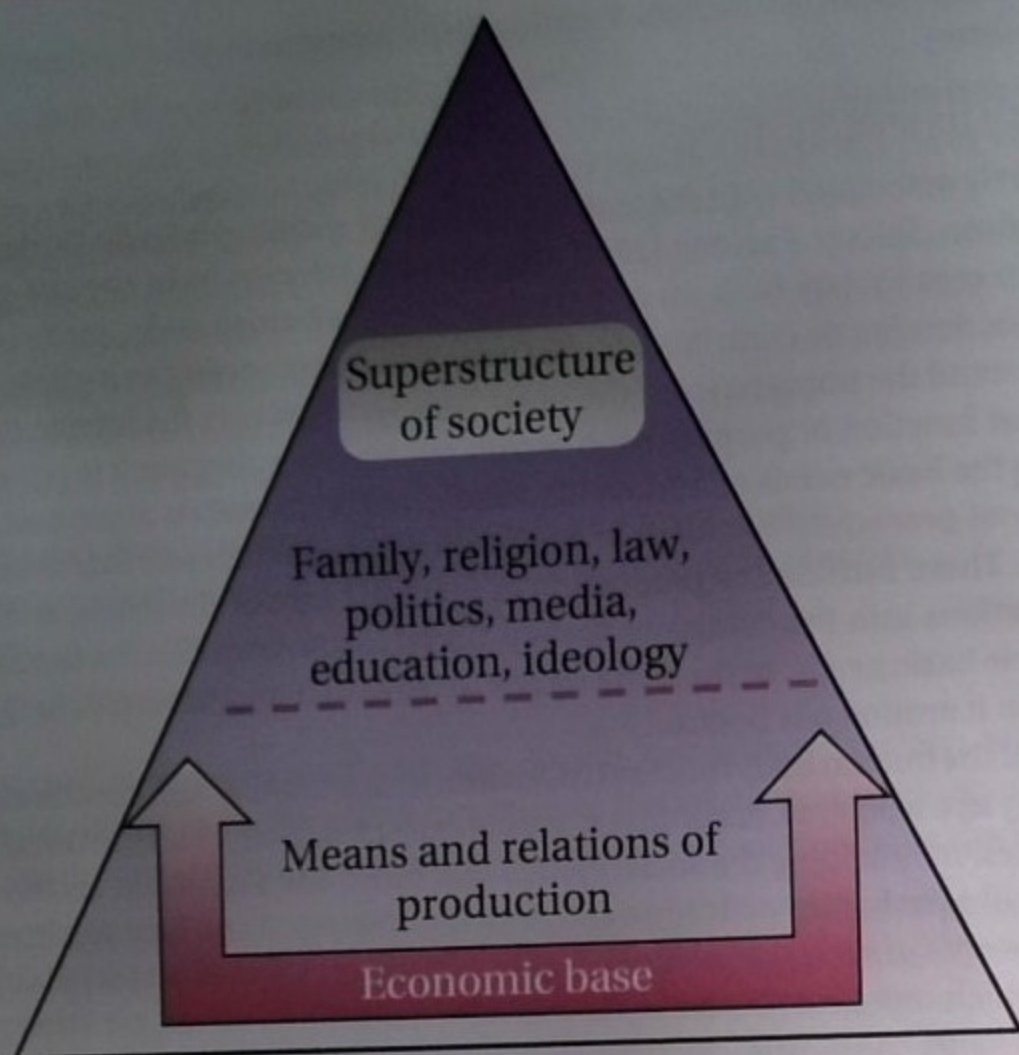 Superstructure
of society
Family, religion, law,
politics, media,
education, ideology
Means and relations of
production
Economic base